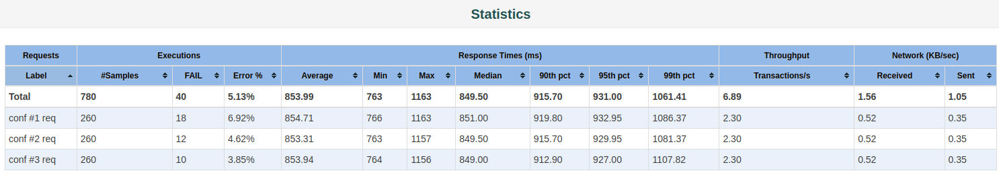 Statistics
Requests Executions Response Times (ms) Throughput Network (KB/sec)
Label #Samples FAIL Error % Average Min Max Median 90th pct 95th pct 99th pct Transactions/s Received Sent
Total 780 40 5.13% 853.99 763 1163 849.50 915.70 931.00 1061.41 6.89 1.56 1.05
conf #1 req 260 18 6.92% 854.71 766 1163 851.00 919.80 932.95 1086.37 2.30 0.52 0.35
conf #2 req 260 12 4.62% 853.31 763 1157 849.50 915.70 929.95 1081.37 2.30 0.52 0.35
conf #3 req 260 10 3.85% 853.94 764 1156 849.00 912.90 927.00 1107.82 2.30 0.52 0.35